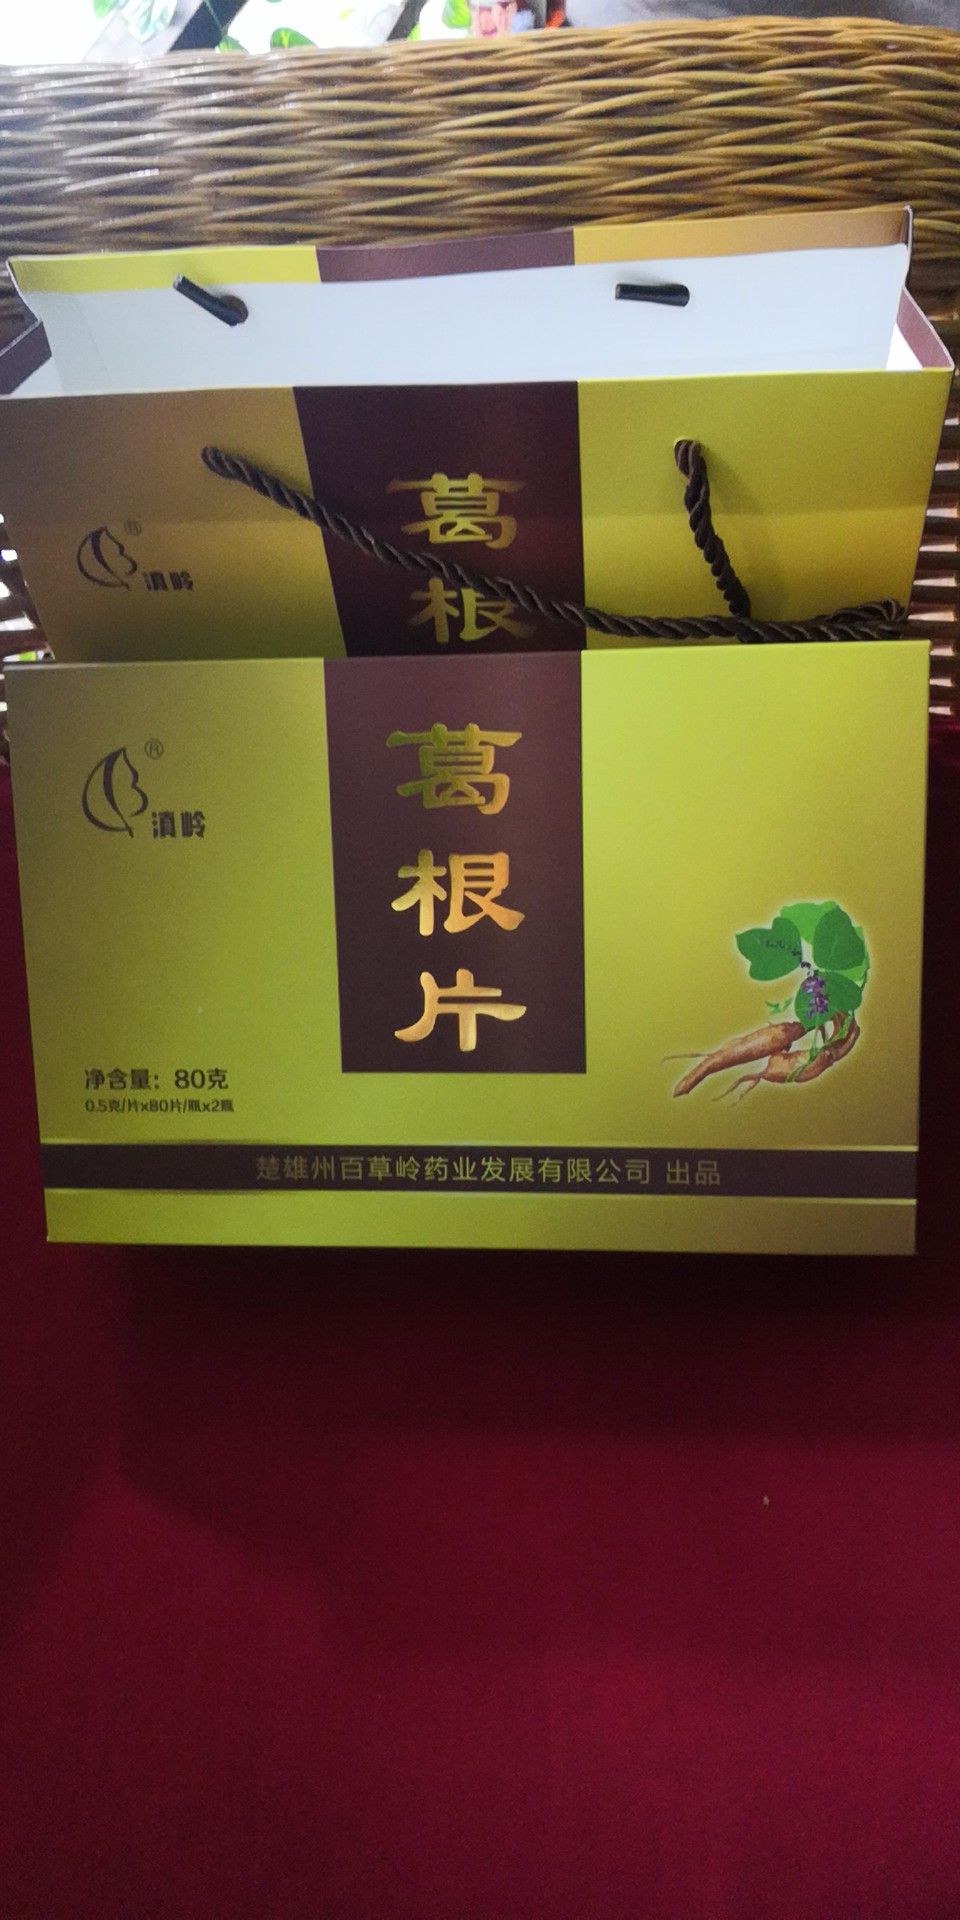 葛根
®
滇岭
葛根片
®
滇岭
净含量：80克
0.5克/片x80片/瓶x2瓶
楚雄州百草岭药业发展有限公司 出品